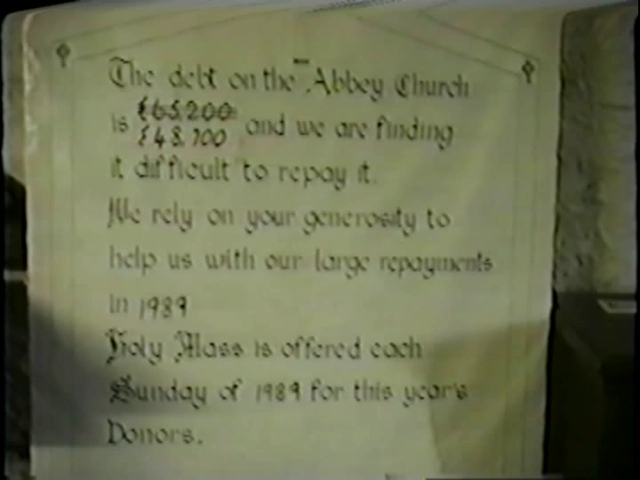 The debt on the Abbey Church
£65,200
is £48,700 and we are finding
it difficult to repay it.
We rely on your generosity to
help us with our large repayments
in 1989
Holy Mass is offered each
Sunday of 1989 for this year's
Donors.